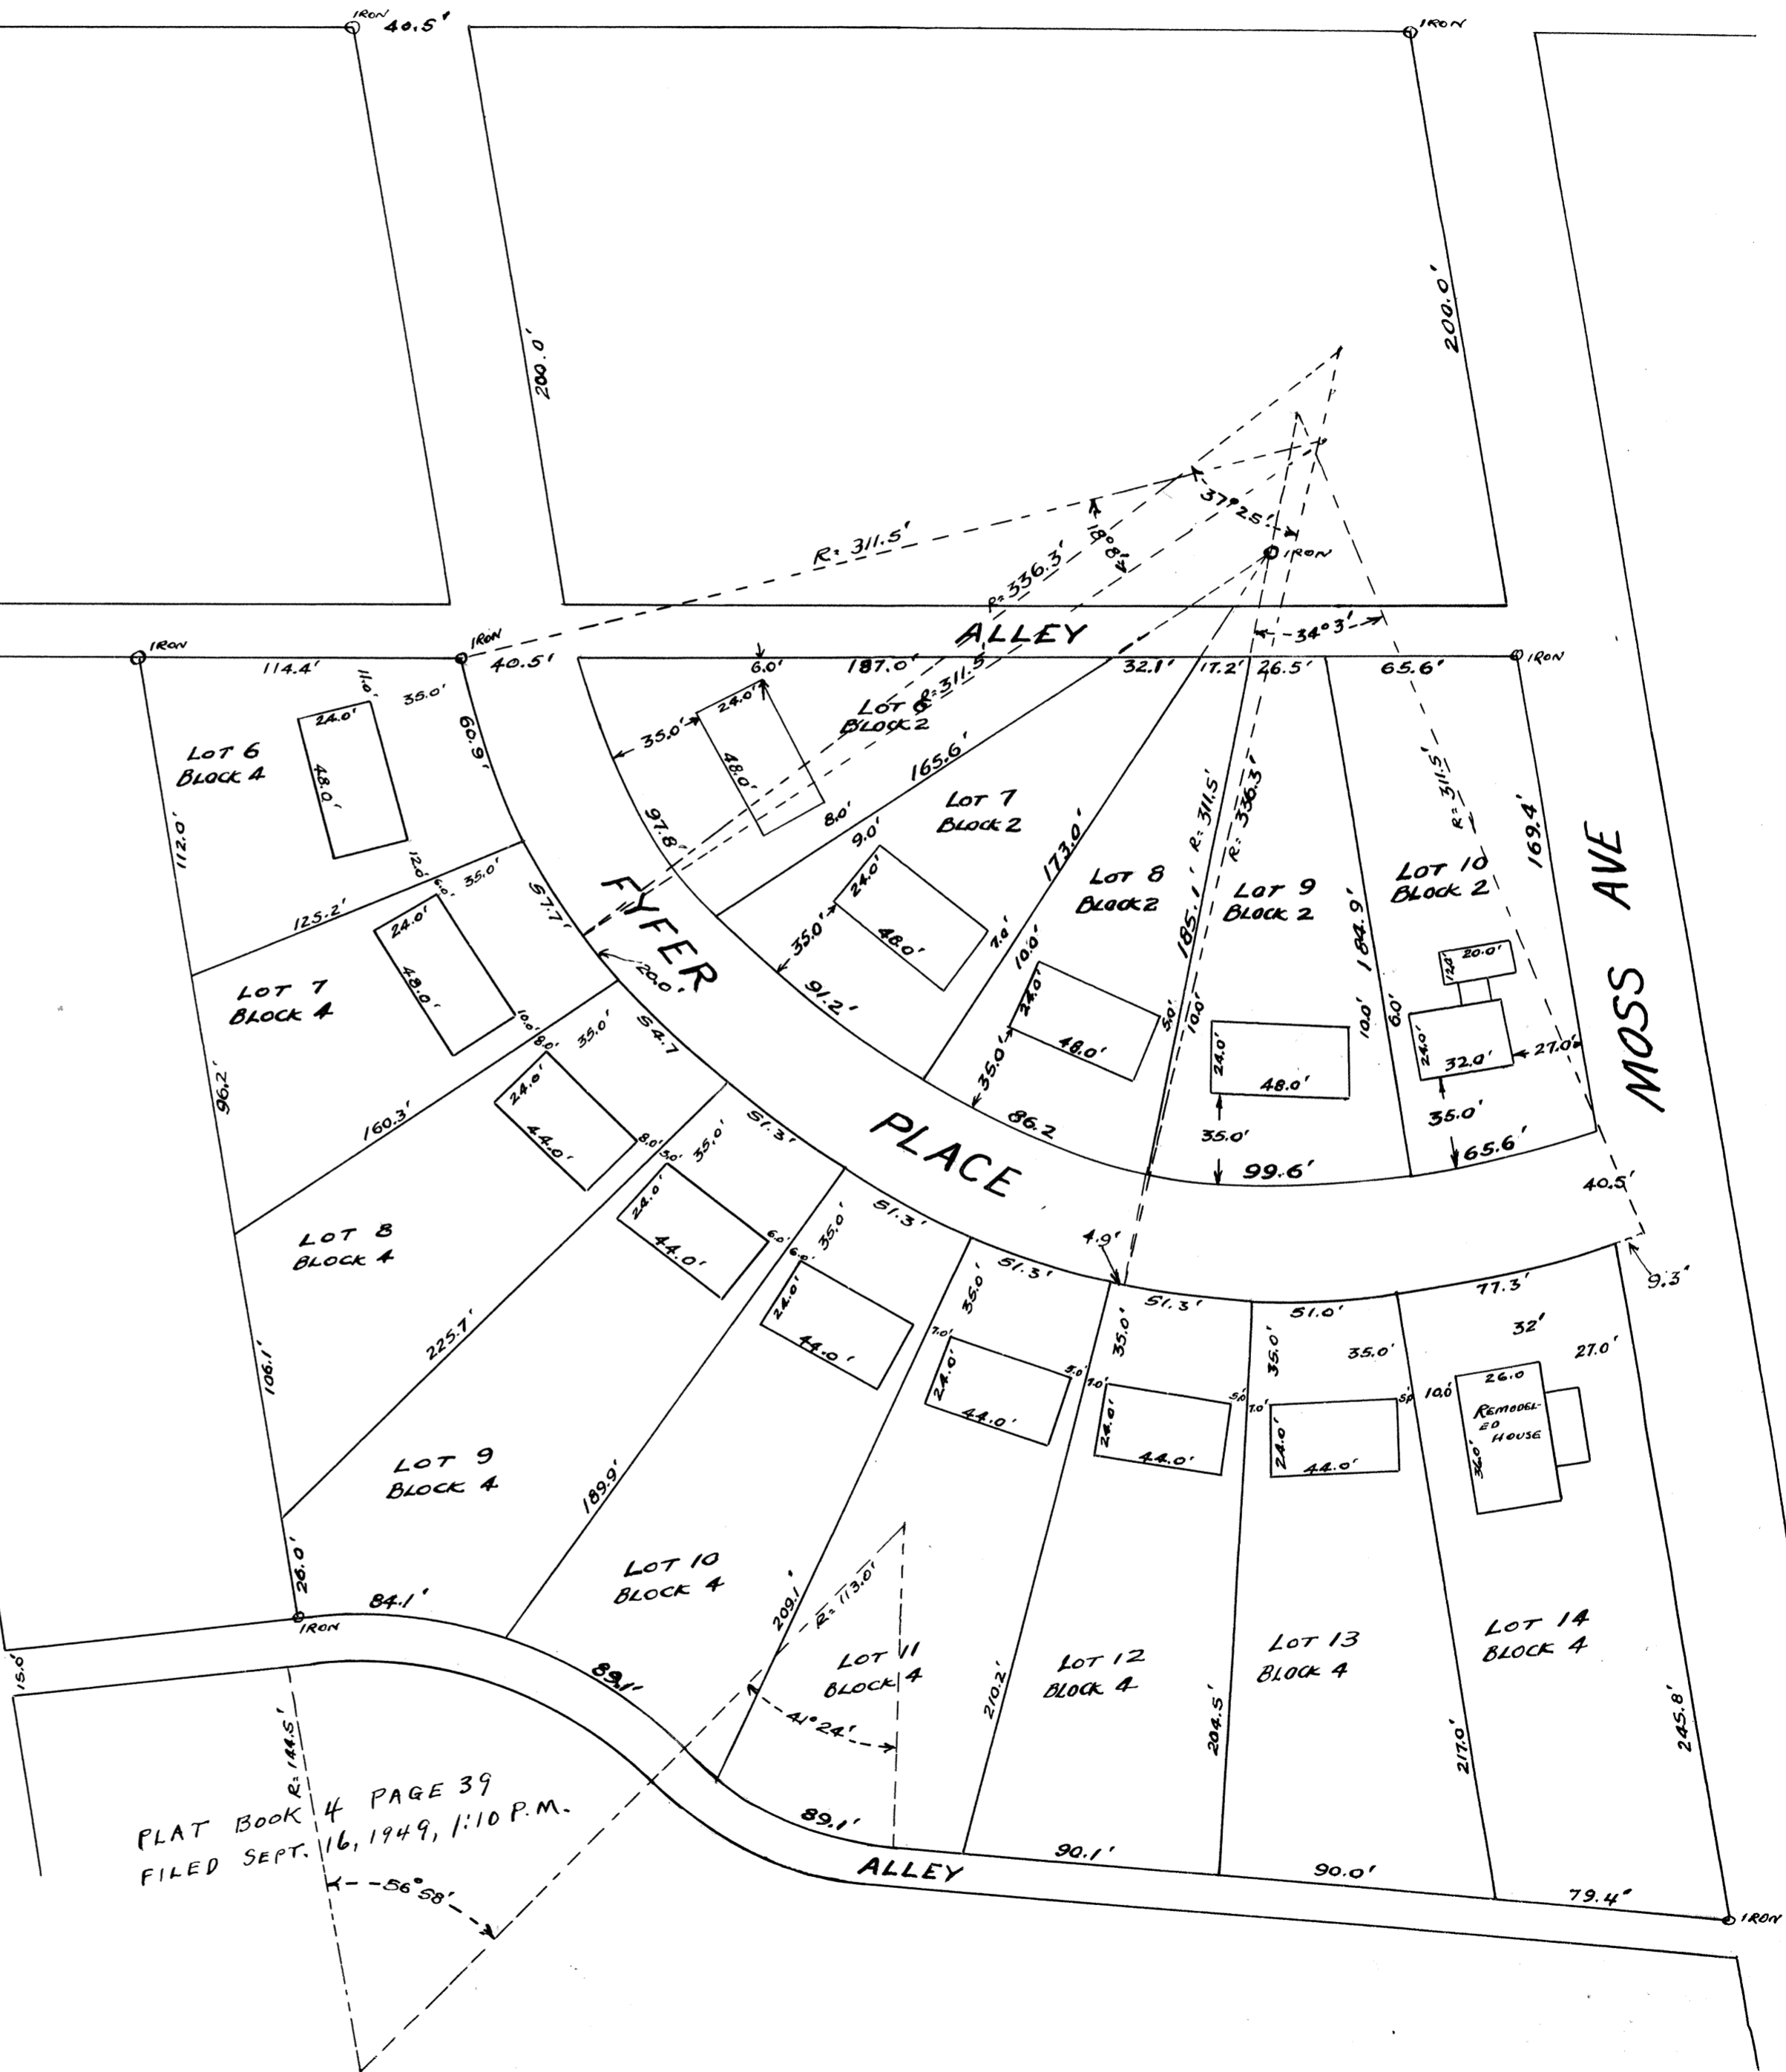 IRON
40.5'
IRON
200.0'
200.0'
37°25'
R= 311.5'
18°8'
IRON
R= 336.3'
ALLEY
34°3'
IRON
IRON
114.4'
40.5'
6.0'
187.0'
32.1'
17.2'
26.5'
65.6'
IRON
11.0'
35.0'
24.0'
24.0'
R= 311.5'
LOT 6
BLOCK 2
60.9'
35.0'
LOT 6
BLOCK 4
48.0'
48.0'
165.6'
R= 311.5'
R= 336.3'
R= 311.5'
LOT 7
BLOCK 2
97.8'
8.0'
9.0'
112.0'
169.4'
173.0'
MOSS AVE
12.0'
6.0'
35.0'
24.0'
LOT 8
BLOCK 2
LOT 9
BLOCK 2
LOT 10
BLOCK 2
57.7'
FYFER
125.2'
24.0'
35.0'
48.0'
7.0'
10.0'
185.1'
184.9'
12.0'
20.0'
20.0'
48.0'
LOT 7
BLOCK 4
91.2'
24.0'
5.0'
10.0'
10.0'
6.0'
10.0'
8.0'
35.0'
54.7
35.0'
48.0'
24.0'
48.0'
24.0'
32.0'
27.0'
96.2'
24.0'
44.0'
160.3'
86.2
35.0'
35.0'
PLACE
51.3'
8.0'
5.0'
35.0'
99.6'
65.6'
40.5'
24.0'
44.0'
LOT 8
BLOCK 4
51.3'
6.0'
6.0'
35.0'
4.9'
9.3'
51.3'
51.3'
51.0'
77.3'
24.0'
44.0'
35.0'
35.0'
35.0'
35.0'
32'
27.0'
225.7'
106.1'
7.0'
24.0'
44.0'
5.0'
7.0'
24.0'
44.0'
5.0'
7.0'
24.0'
44.0'
5.0'
10.0'
26.0
REMODEL-
ED
HOUSE
36.0'
LOT 9
BLOCK 4
189.9'
26.0'
LOT 10
BLOCK 4
84.1'
IRON
209.1'
R= 113.0'
LOT 11
BLOCK 4
LOT 12
BLOCK 4
LOT 13
BLOCK 4
LOT 14
BLOCK 4
15.0'
89.1'
41°24'
210.2'
204.5'
217.0'
245.8'
R= 144.5'
PLAT BOOK 4 PAGE 39
FILED SEPT. 16, 1949, 1:10 P.M.
89.1'
ALLEY
90.1'
90.0'
79.4'
IRON
56°58'